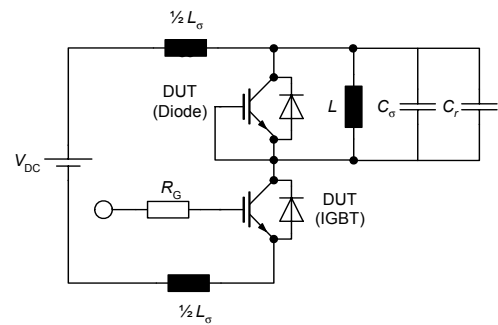 ½ Lσ
DUT
(Diode)
L
Cσ
Cr
VDC
RG
DUT
(IGBT)
½ Lσ